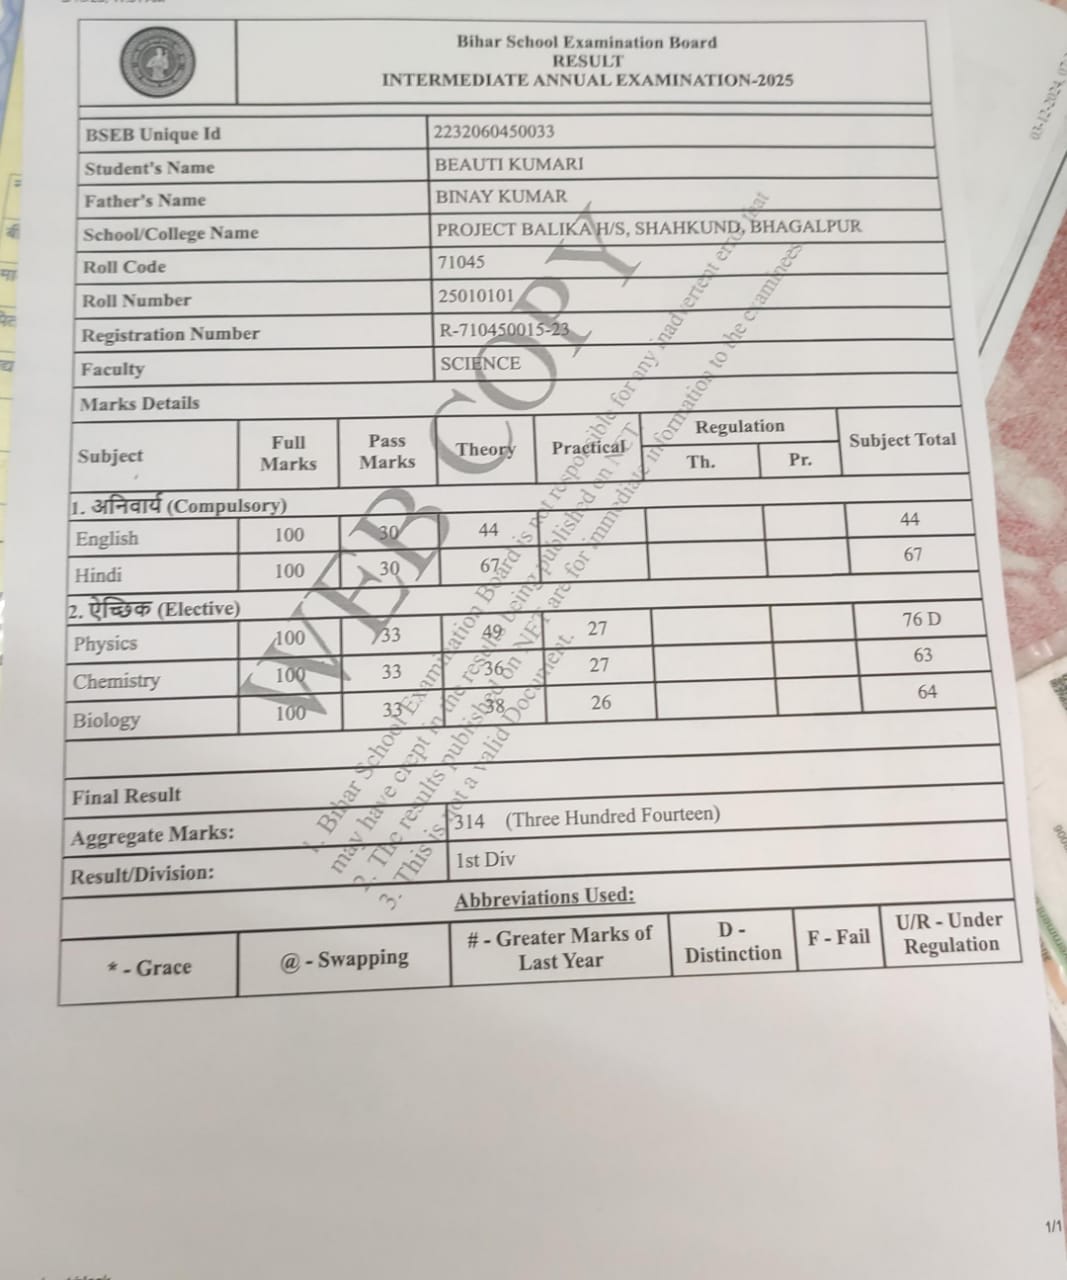 Bihar School Examination Board
RESULT
INTERMEDIATE ANNUAL EXAMINATION-2025
BSEB Unique Id 2232060450033
Student's Name BEAUTI KUMARI
Father's Name BINAY KUMAR
School/College Name PROJECT BALIKA H/S, SHAHKUND, BHAGALPUR
Roll Code 71045
Roll Number 25010101
Registration Number R-710450015-23
Faculty SCIENCE
Marks Details
Subject Full Marks Pass Marks Theory Practical Regulation Th. Pr. Subject Total
1. अनिवार्य (Compulsory)
English 100 30 44 44
Hindi 100 30 67 67
2. ऐच्छिक (Elective)
Physics 100 33 49 27 76 D
Chemistry 100 33 36 27 63
Biology 100 33 38 26 64
Final Result
Aggregate Marks: 314 (Three Hundred Fourteen)
Result/Division: 1st Div
Abbreviations Used:
* - Grace @ - Swapping # - Greater Marks of Last Year D - Distinction F - Fail U/R - Under Regulation
WEB COPY
1. Bihar School Examination Board is not responsible for any inadvertent error that
may have crept in the results being published on NET.
2. The results published on NET are for immediate information to the examinees
3. This is not a valid Document.
1/1
03-12-2024